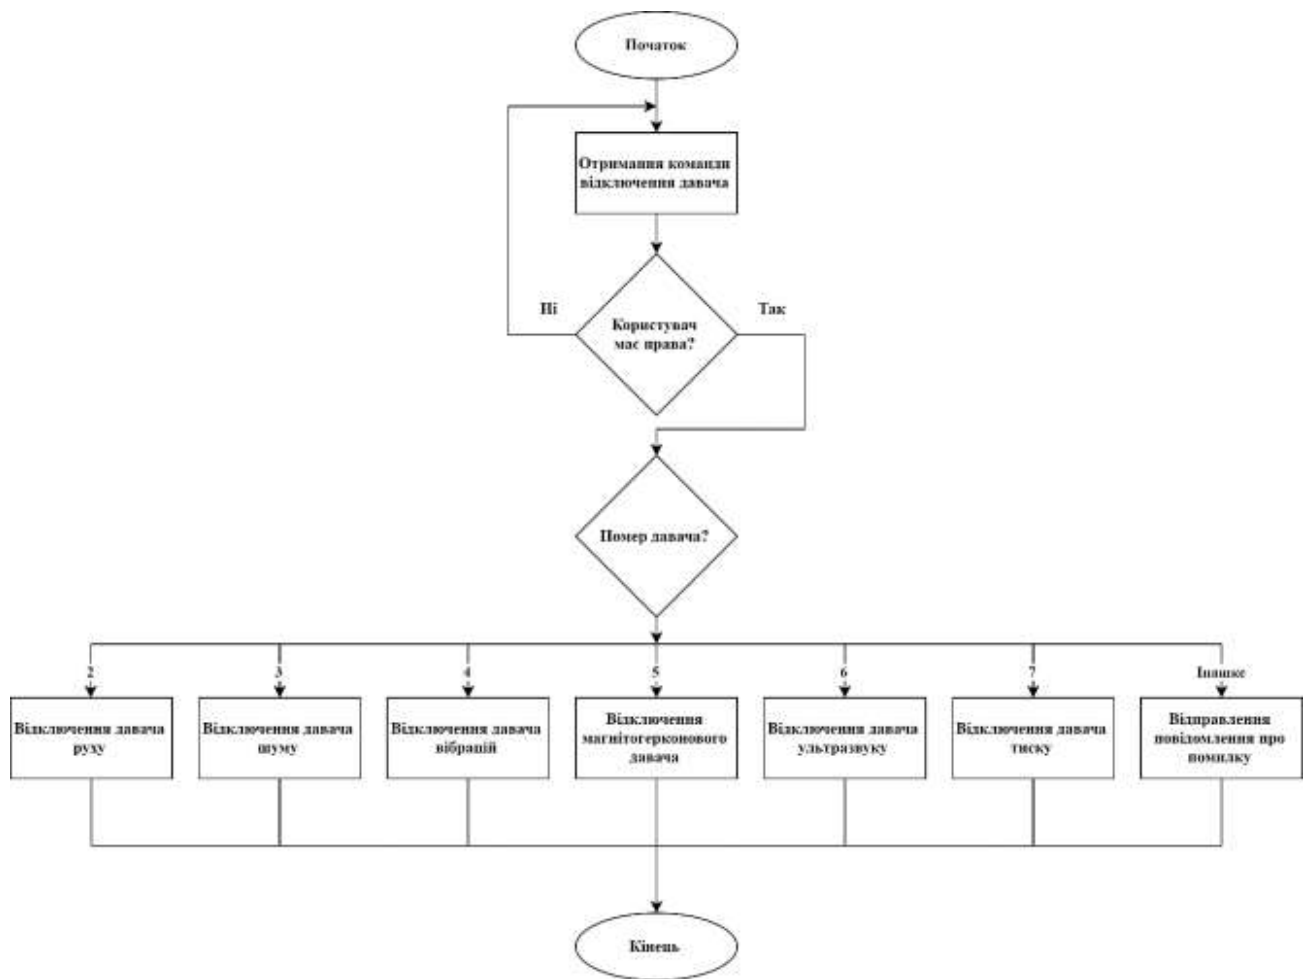 Початок
Отримання команди
відключення давача
Ні
Так
Користувач
має права?
Номер давача?
2
3
4
5
6
7
Інашке
Відключення давача
руху
Відключення давача
шуму
Відключення давача
вібрацій
Відключення
магнітогерконового
давача
Відключення давача
ультразвуку
Відключення давача
тиску
Відправлення
повідомлення про
помилку
Кінець